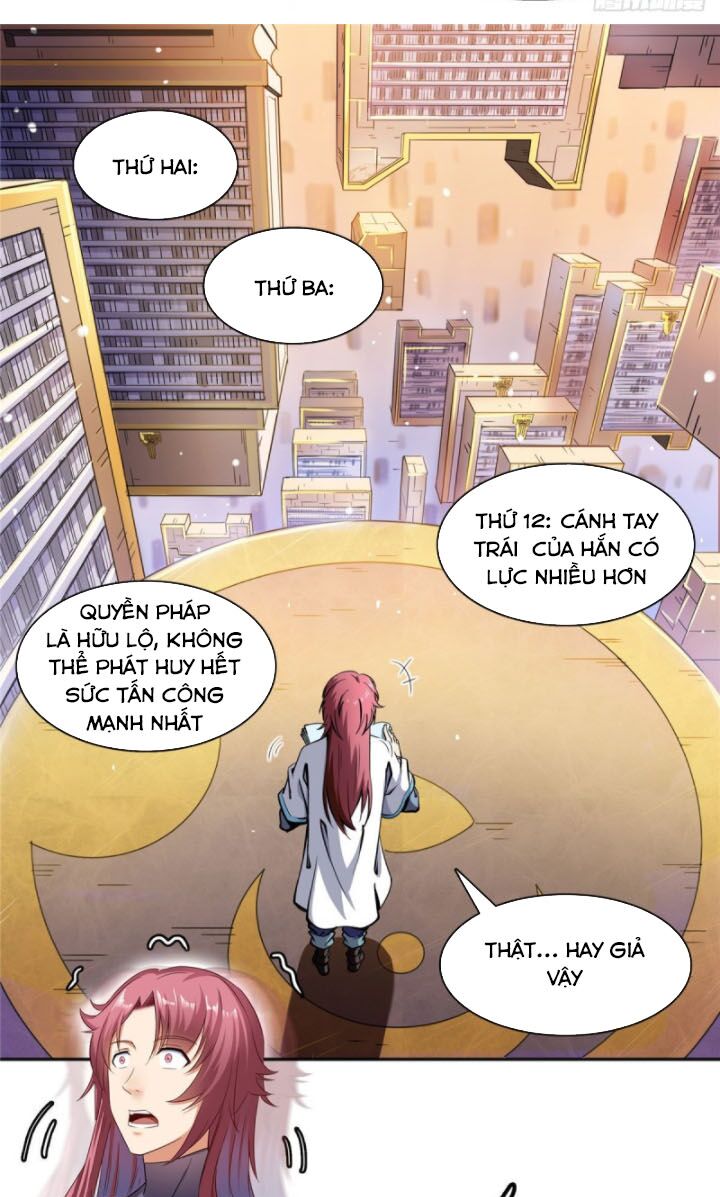 THỨ HAI:
THỨ BA:
THỨ 12: CÁNH TAY
TRÁI CỦA HẮN CÓ
LỰC NHIỀU HƠN
QUYỀN PHÁP
LÀ HỮU LỘ, KHÔNG
THỂ PHÁT HUY HẾT
SỨC TẤN CÔNG
MẠNH NHẤT
THẬT... HAY GIẢ
VẬY